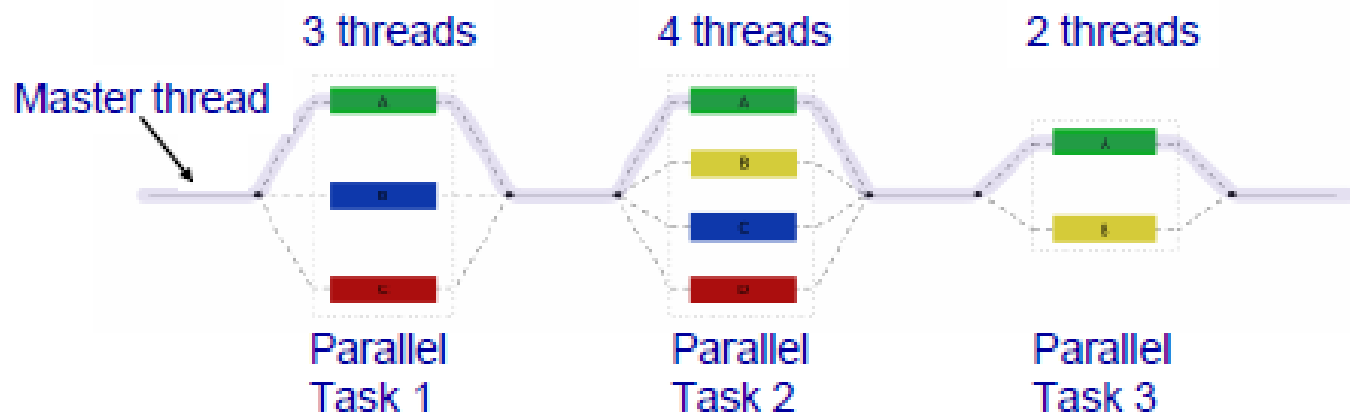 3 threads
4 threads
2 threads
Master thread
A
B
C
A
B
C
D
A
B
Parallel
Task 1
Parallel
Task 2
Parallel
Task 3